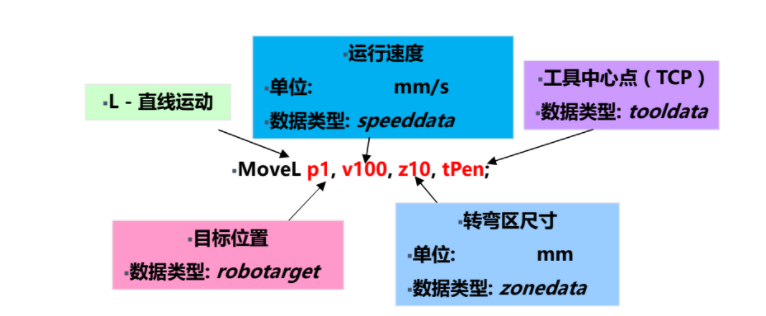 ▪运行速度
▪单位: mm/s
▪数据类型: speeddata
▪工具中心点（TCP）
▪数据类型: tooldata
▪L - 直线运动
▪MoveL p1, v100, z10, tPen;
▪目标位置
▪数据类型: robotarget
▪转弯区尺寸
▪单位: mm
▪数据类型: zonedata